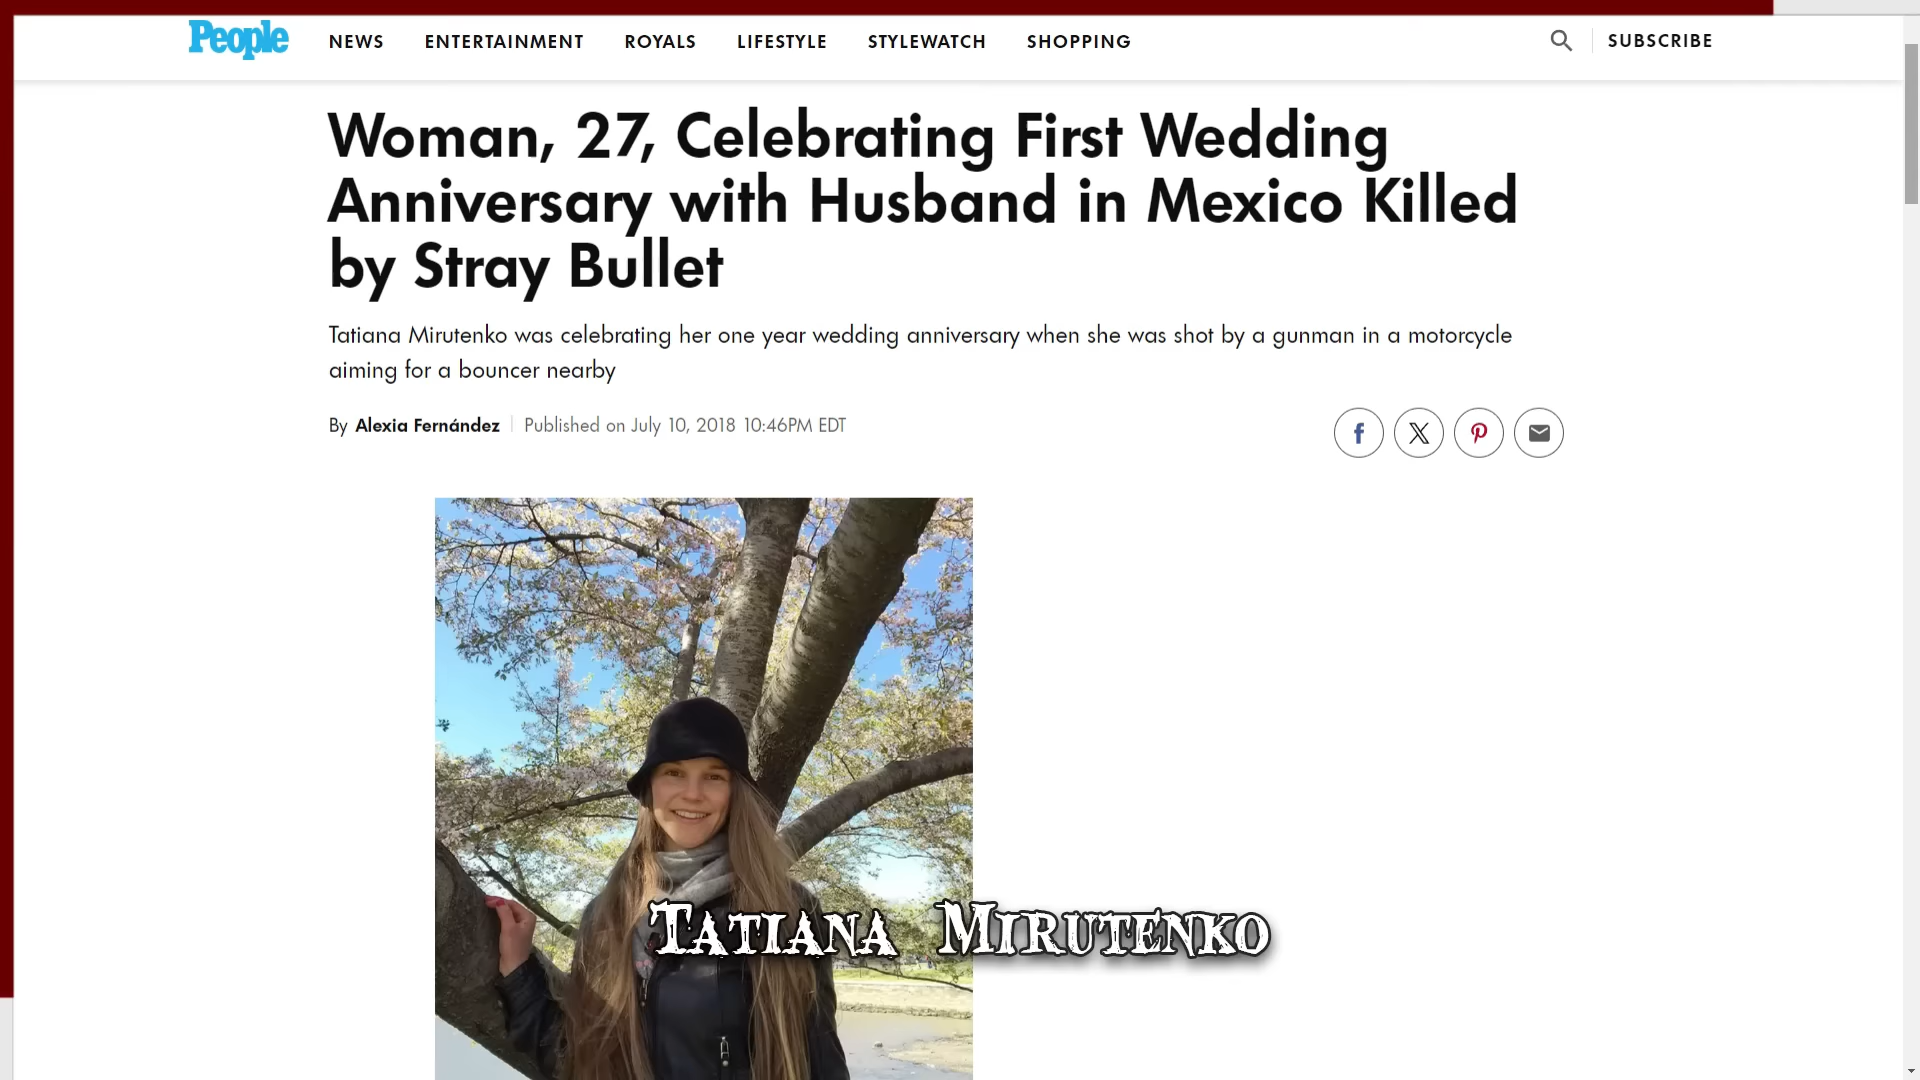 People NEWS ENTERTAINMENT ROYALS LIFESTYLE STYLEWATCH SHOPPING SUBSCRIBE
Woman, 27, Celebrating First Wedding
Anniversary with Husband in Mexico Killed
by Stray Bullet
Tatiana Mirutenko was celebrating her one year wedding anniversary when she was shot by a gunman in a motorcycle
aiming for a bouncer nearby
By Alexia Fernández Published on July 10, 2018 10:46PM EDT
TATIANA MIRUTENKO